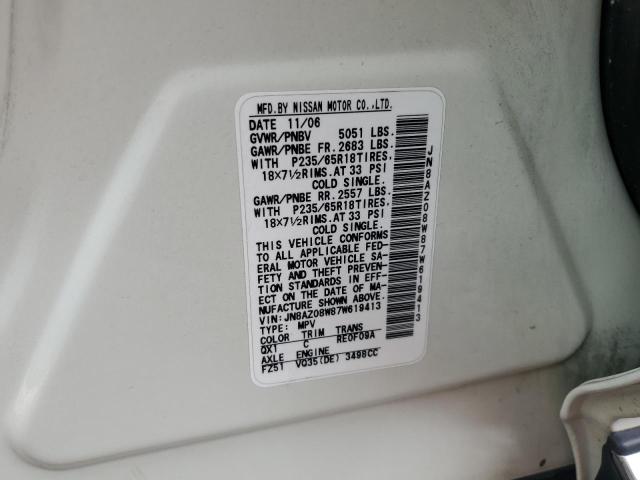 MFD.BY NISSAN MOTOR CO.,LTD.
DATE 11/06
GVWR/PNBV 5051 LBS.
GAWR/PNBE FR. 2683 LBS.
WITH P235/65R18TIRES.
18X7½RIMS.AT 33 PSI
COLD SINGLE.
GAWR/PNBE RR. 2557 LBS.
WITH P235/65R18TIRES.
18X7½RIMS.AT 33 PSI
COLD SINGLE.
THIS VEHICLE CONFORMS
TO ALL APPLICABLE FED-
ERAL MOTOR VEHICLE SA-
FETY AND THEFT PREVEN-
TION STANDARDS IN EFF-
ECT ON THE DATE OF MA-
NUFACTURE SHOWN ABOVE.
VIN: JN8AZ08W87W619413
TYPE: MPV
COLOR TRIM TRANS
QX1 C RE0F09A
AXLE ENGINE
FZ51 VQ35(DE) 3498CC
JN8AZ08W87W619413